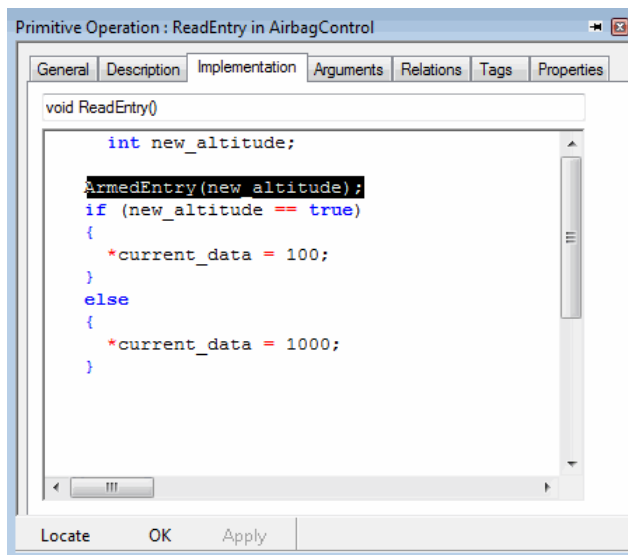 Primitive Operation : ReadEntry in AirbagControl
General Description Implementation Arguments Relations Tags Properties
void ReadEntry()
int new_altitude;
ArmedEntry(new_altitude);
if (new_altitude == true)
{
*current_data = 100;
}
else
{
*current_data = 1000;
}
Locate OK Apply